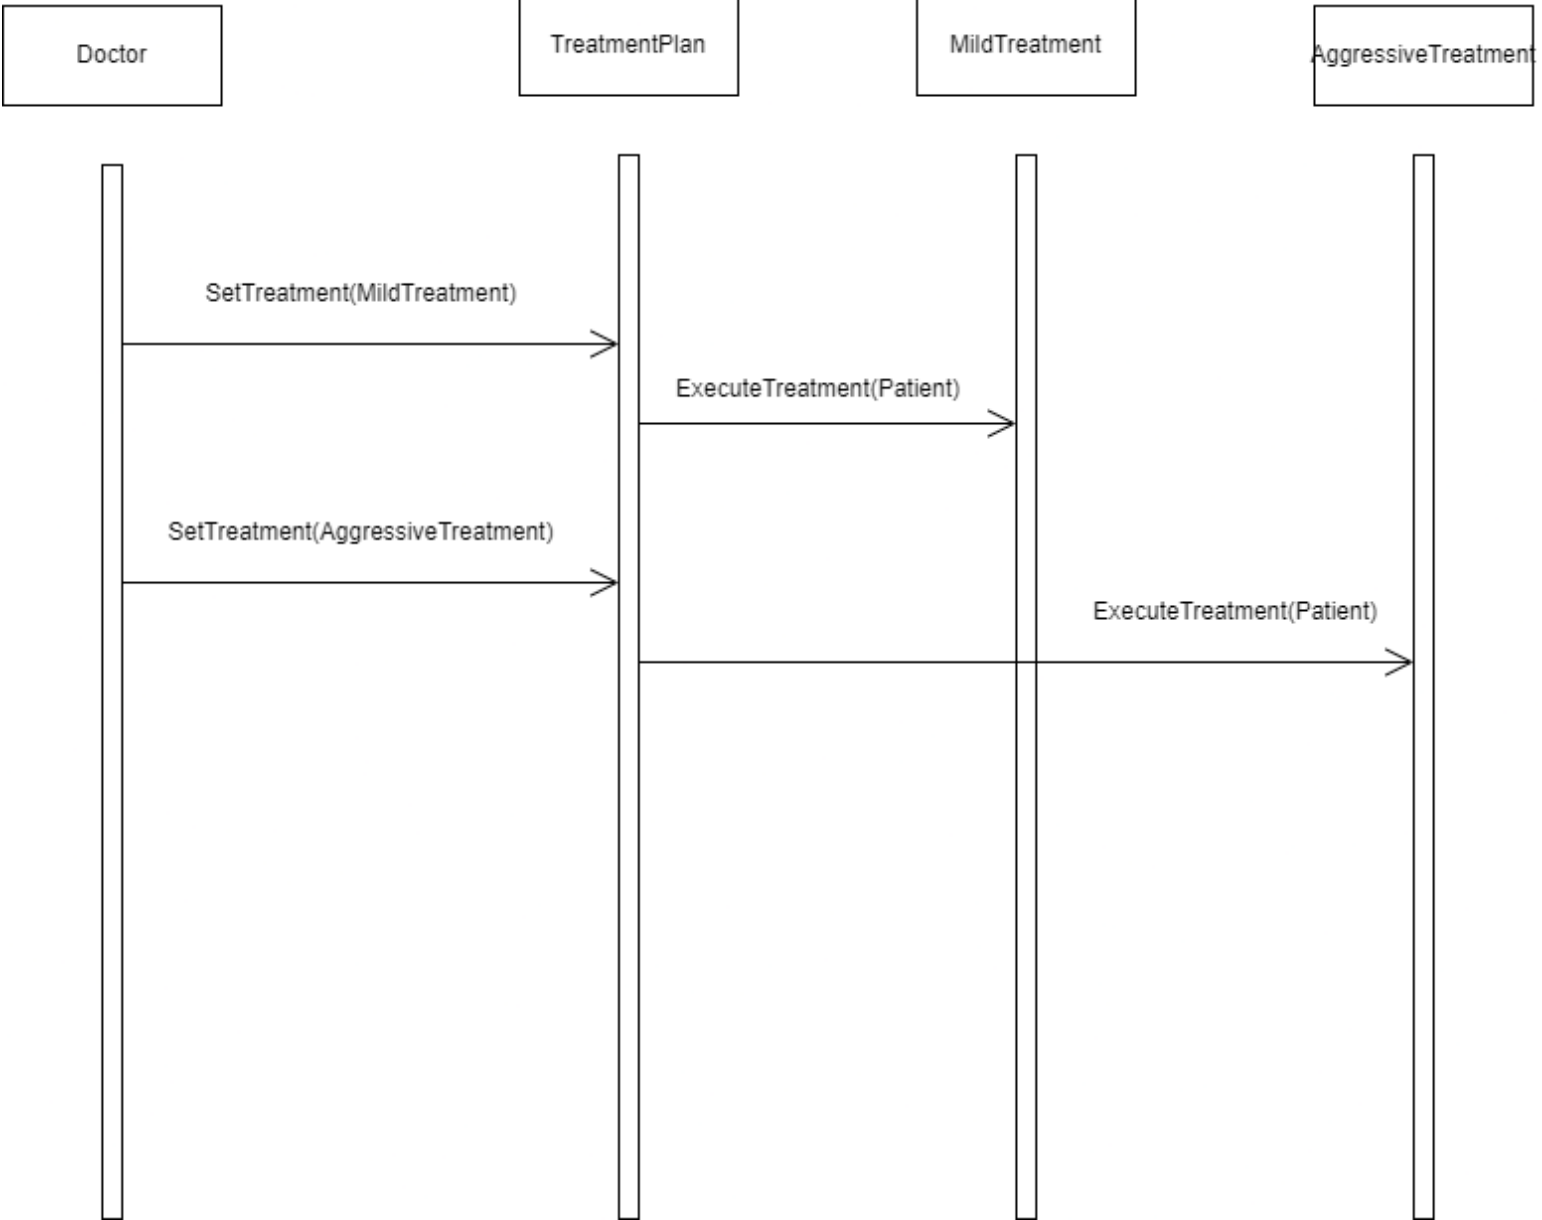 Doctor
TreatmentPlan
MildTreatment
AggressiveTreatment
SetTreatment(MildTreatment)
ExecuteTreatment(Patient)
SetTreatment(AggressiveTreatment)
ExecuteTreatment(Patient)